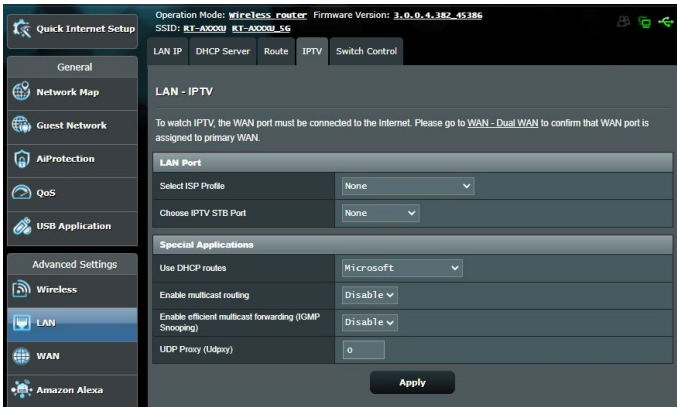 Quick Internet Setup
General
Network Map
Guest Network
AiProtection
QoS
USB Application
Advanced Settings
Wireless
LAN
WAN
Amazon Alexa
Operation Mode: Wireless router Firmware Version: 3.0.0.4.382_45386
SSID: RT-AXXXU RT-AXXXU_5G
LAN IP DHCP Server Route IPTV Switch Control
LAN - IPTV
To watch IPTV, the WAN port must be connected to the Internet. Please go to WAN - Dual WAN to confirm that WAN port is
assigned to primary WAN.
LAN Port
Select ISP Profile None
Choose IPTV STB Port None
Special Applications
Use DHCP routes Microsoft
Enable multicast routing Disable
Enable efficient multicast forwarding (IGMP
Snooping) Disable
UDP Proxy (Udpxy) 0
Apply